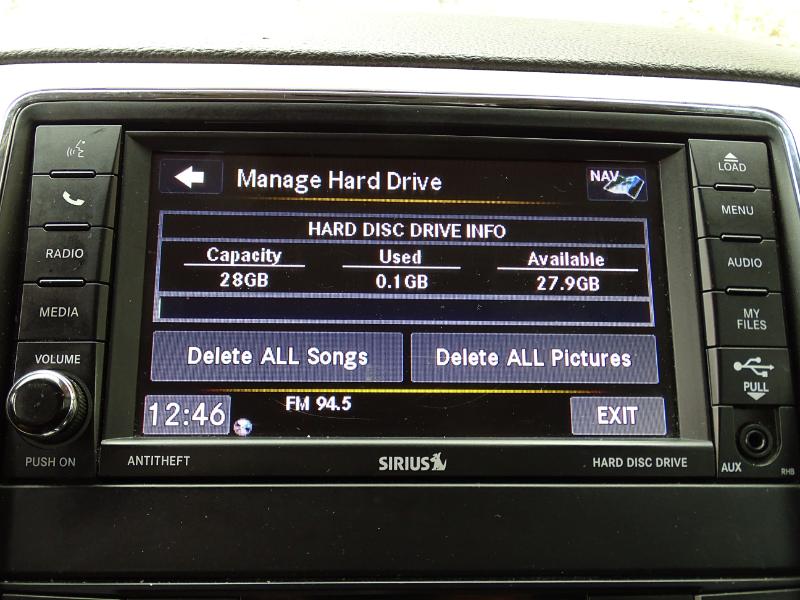 Manage Hard Drive
NAV
HARD DISC DRIVE INFO
Capacity Used Available
28GB 0.1GB 27.9GB
Delete ALL Songs Delete ALL Pictures
12:46 FM 94.5 EXIT
RADIO
MEDIA
VOLUME
PUSH ON
LOAD
MENU
AUDIO
MY
FILES
PULL
AUX
RHB
ANTITHEFT SIRIUS HARD DISC DRIVE